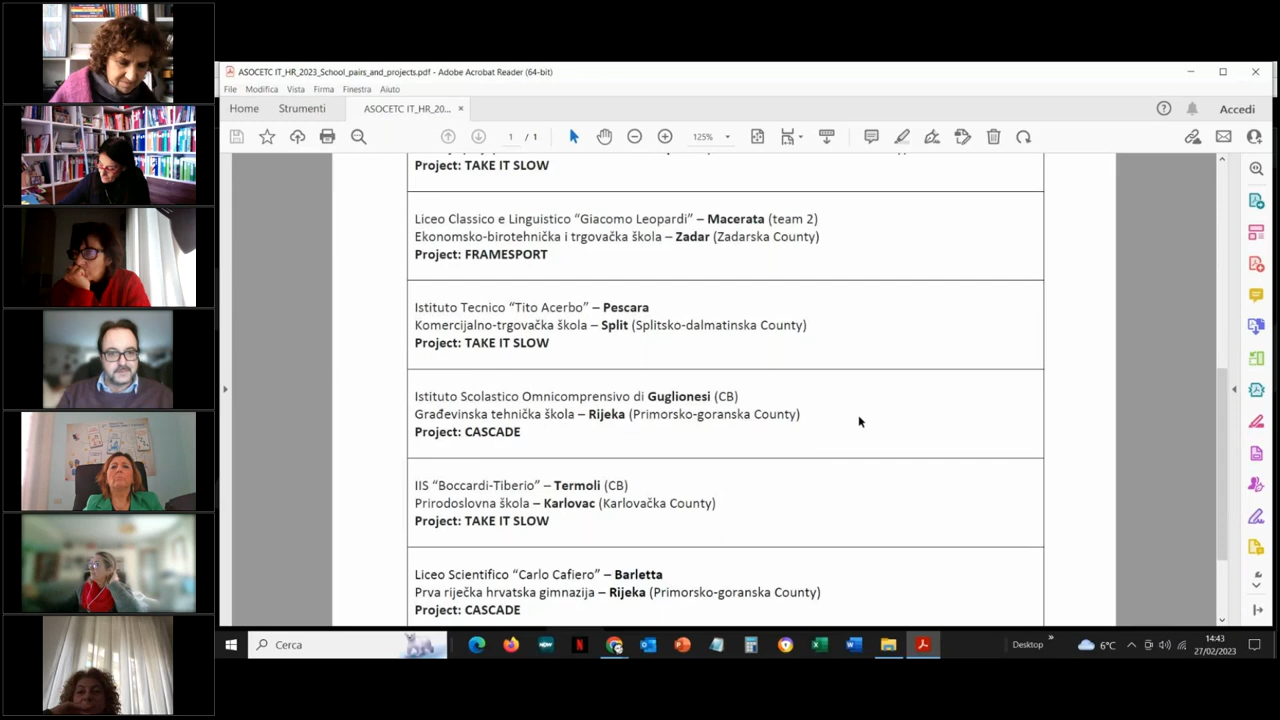 ASOCETC IT_HR_2023_School_pairs_and_projects.pdf - Adobe Acrobat Reader (64-bit)
File Modifica Vista Firma Finestra Aiuto
Home Strumenti ASOCETC IT_HR_20... × Accedi
1 / 1 125%
Project: TAKE IT SLOW
Liceo Classico e Linguistico “Giacomo Leopardi” – Macerata (team 2)
Ekonomsko-birotehnička i trgovačka škola – Zadar (Zadarska County)
Project: FRAMESPORT
Istituto Tecnico “Tito Acerbo” – Pescara
Komercijalno-trgovačka škola – Split (Splitsko-dalmatinska County)
Project: TAKE IT SLOW
Istituto Scolastico Omnicomprensivo di Guglionesi (CB)
Građevinska tehnička škola – Rijeka (Primorsko-goranska County)
Project: CASCADE
IIS “Boccardi-Tiberio” – Termoli (CB)
Prirodoslovna škola – Karlovac (Karlovačka County)
Project: TAKE IT SLOW
Liceo Scientifico “Carlo Cafiero” – Barletta
Prva riječka hrvatska gimnazija – Rijeka (Primorsko-goranska County)
Project: CASCADE
Cerca Desktop » 6°C 14:43
27/02/2023